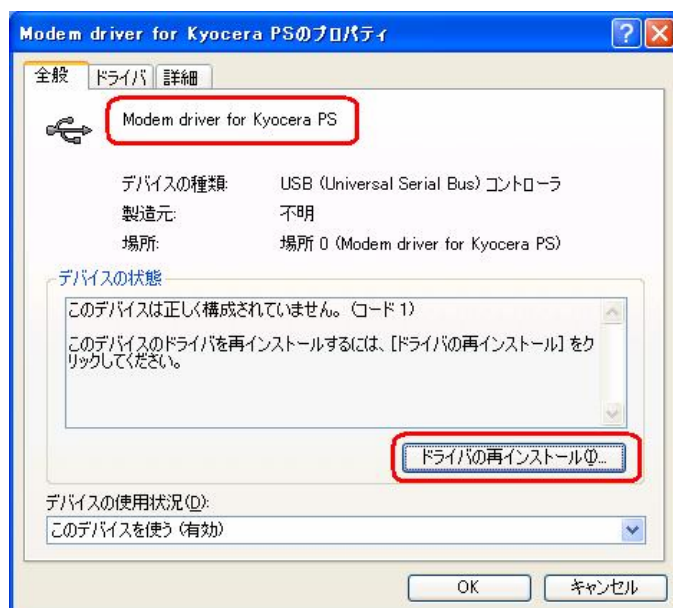 Modem driver for Kyocera PSのプロパティ
全般 ドライバ 詳細
Modem driver for Kyocera PS
デバイスの種類: USB (Universal Serial Bus) コントローラ
製造元: 不明
場所: 場所 0 (Modem driver for Kyocera PS)
デバイスの状態
このデバイスは正しく構成されていません。 (コード 1)
このデバイスのドライバを再インストールするには、[ドライバの再インストール] をク
リックしてください。
ドライバの再インストール(I)...
デバイスの使用状況(D):
このデバイスを使う (有効)
OK キャンセル